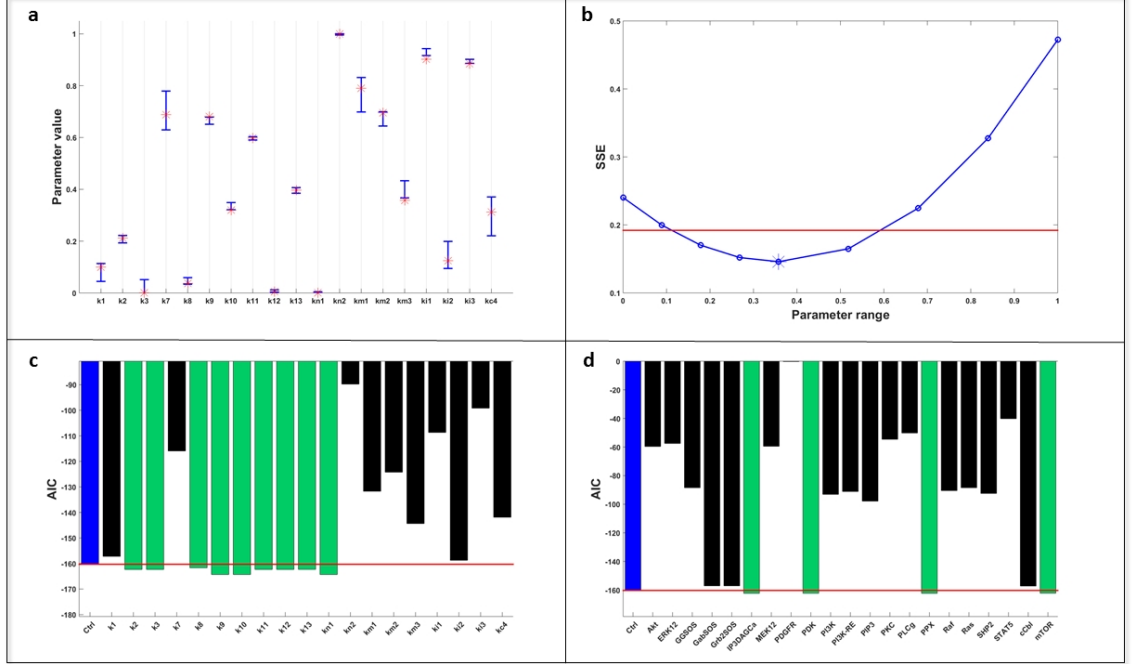 a
Parameter value
1
0.8
0.6
0.4
0.2
0
k1 k2 k3 k7 k8 k9 k10 k11 k12 k13 kn1 kn2 km1 km2 km3 ki1 ki2 ki3 kc4
b
SSE
0.5
0.4
0.3
0.2
0.1
0 0.1 0.2 0.3 0.4 0.5 0.6 0.7 0.8 0.9 1
Parameter range
c
AIC
-90
-100
-110
-120
-130
-140
-150
-160
-170
-180
Ctrl k1 k2 k3 k7 k8 k9 k10 k11 k12 k13 kn1 kn2 km1 km2 km3 ki1 ki2 ki3 kc4
d
AIC
0
-20
-40
-60
-80
-100
-120
-140
-160
Ctrl Akt ERK12 GGSOS GabSOS Grb2SOS IP3DAGCa MEK12 PDGFR PDK PI3K PI3K-RE PIP3 PKC PLCg PPX Raf Ras SHP2 STAT5 cCbl mTOR